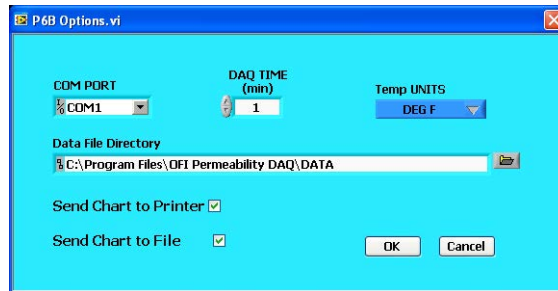 P6B Options.vi
COM PORT
DAQ TIME
(min)
Temp UNITS
I/O COM1
1
DEG F
Data File Directory
C:\Program Files\OFI Permeability DAQ\DATA
Send Chart to Printer
Send Chart to File
OK
Cancel